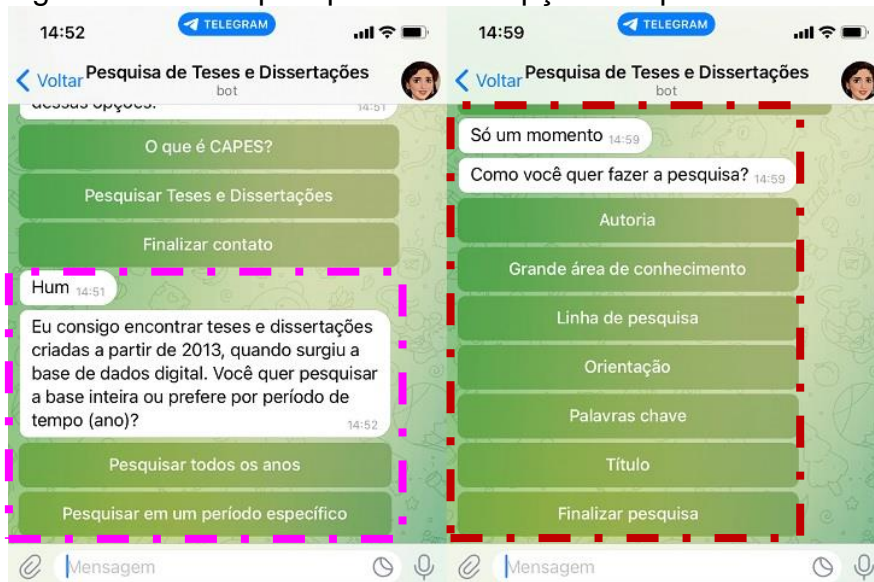 14:52
TELEGRAM
Voltar
Pesquisa de Teses e Dissertações
bot
dessas opções.
14:51
O que é CAPES?
Pesquisar Teses e Dissertações
Finalizar contato
Hum 14:51
Eu consigo encontrar teses e dissertações
criadas a partir de 2013, quando surgiu a
base de dados digital. Você quer pesquisar
a base inteira ou prefere por período de
tempo (ano)?
14:52
Pesquisar todos os anos
Pesquisar em um período específico
Mensagem
14:59
TELEGRAM
Voltar
Pesquisa de Teses e Dissertações
bot
Só um momento 14:59
Como você quer fazer a pesquisa? 14:59
Autoria
Grande área de conhecimento
Linha de pesquisa
Orientação
Palavras chave
Título
Finalizar pesquisa
Mensagem